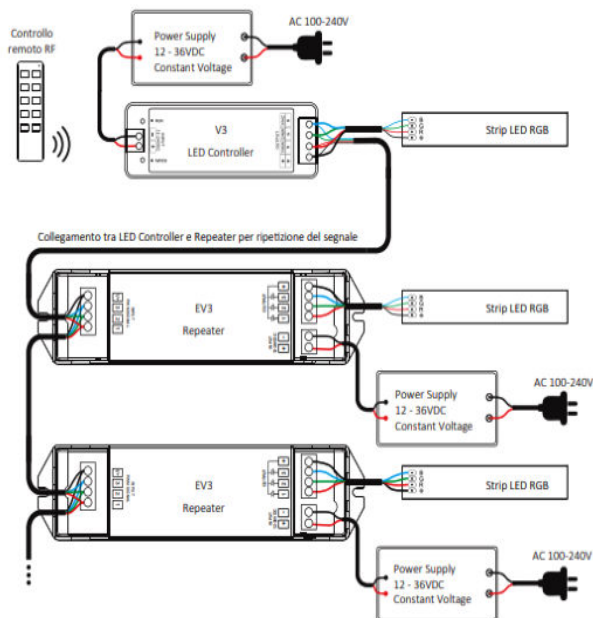 Controllo
remoto RF
Power Supply
12 - 36VDC
Constant Voltage
AC 100-240V
V3
LED Controller
Strip LED RGB
Collegamento tra LED Controller e Repeater per ripetizione del segnale
EV3
Repeater
Strip LED RGB
Power Supply
12 - 36VDC
Constant Voltage
AC 100-240V
EV3
Repeater
Strip LED RGB
Power Supply
12 - 36VDC
Constant Voltage
AC 100-240V